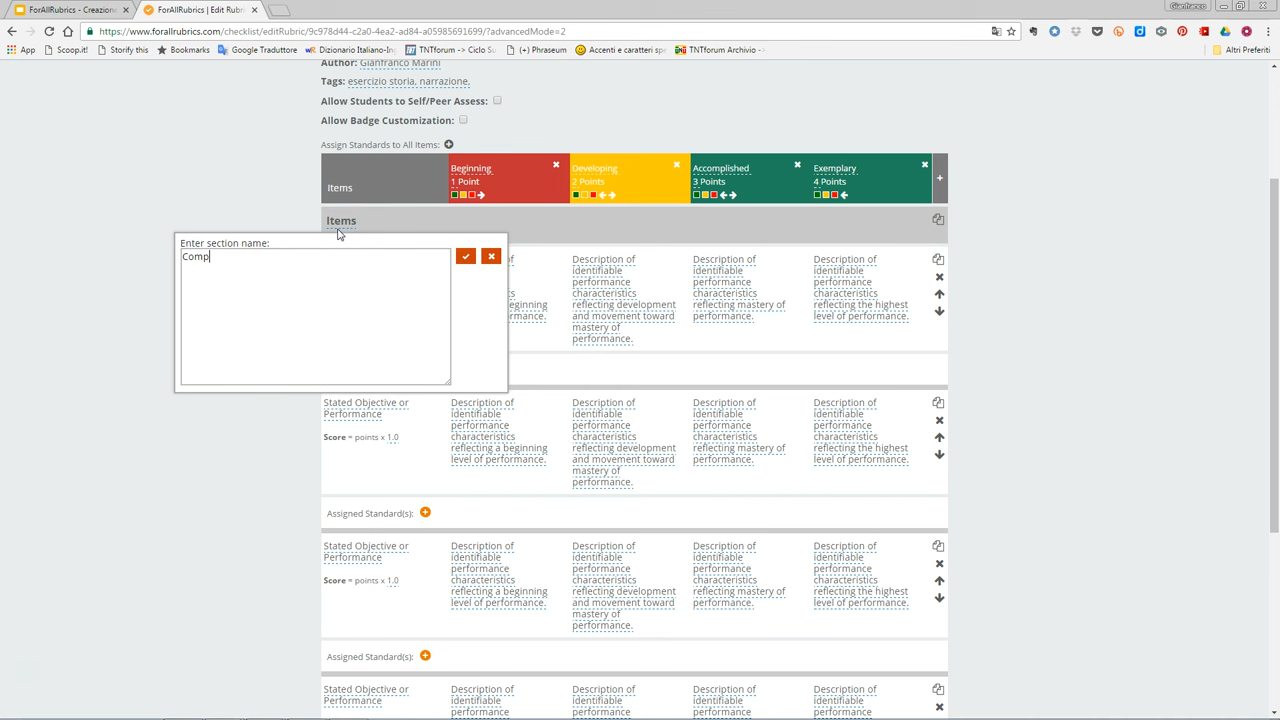 ForAllRubrics - Creazione
ForAllRubrics | Edit Rubri
Gianfranco
https://www.forallrubrics.com/checklist/editRubric/9c978d44-c2a0-4ea2-ad84-a05985691699/?advancedMode=2
App Scoop.it! Storify this Bookmarks Google Traduttore Dizionario Italiano-Ing TNTforum -> Ciclo Su (+) Phraseum Accenti e caratteri spe TNTforum Archivio -> Altri Preferiti
Author: Gianfranco Marini
Tags: esercizio storia, narrazione,
Allow Students to Self/Peer Assess:
Allow Badge Customization:
Assign Standards to All Items:
Items
Beginning
1 Point
Developing
2 Points
Accomplished
3 Points
Exemplary
4 Points
+
Items
Enter section name:
Comp
Description of
identifiable
performance
characteristics
reflecting development
and movement toward
mastery of
performance.
Description of
identifiable
performance
characteristics
reflecting mastery of
performance.
Description of
identifiable
performance
characteristics
reflecting the highest
level of performance.
Stated Objective or
Performance
Score = points x 1.0
Description of
identifiable
performance
characteristics
reflecting a beginning
level of performance.
Description of
identifiable
performance
characteristics
reflecting development
and movement toward
mastery of
performance.
Description of
identifiable
performance
characteristics
reflecting mastery of
performance.
Description of
identifiable
performance
characteristics
reflecting the highest
level of performance.
Assigned Standard(s):
Stated Objective or
Performance
Score = points x 1.0
Description of
identifiable
performance
characteristics
reflecting a beginning
level of performance.
Description of
identifiable
performance
characteristics
reflecting development
and movement toward
mastery of
performance.
Description of
identifiable
performance
characteristics
reflecting mastery of
performance.
Description of
identifiable
performance
characteristics
reflecting the highest
level of performance.
Assigned Standard(s):
Stated Objective or
Performance
Description of
identifiable
performance
Description of
identifiable
performance
Description of
identifiable
performance
Description of
identifiable
performance